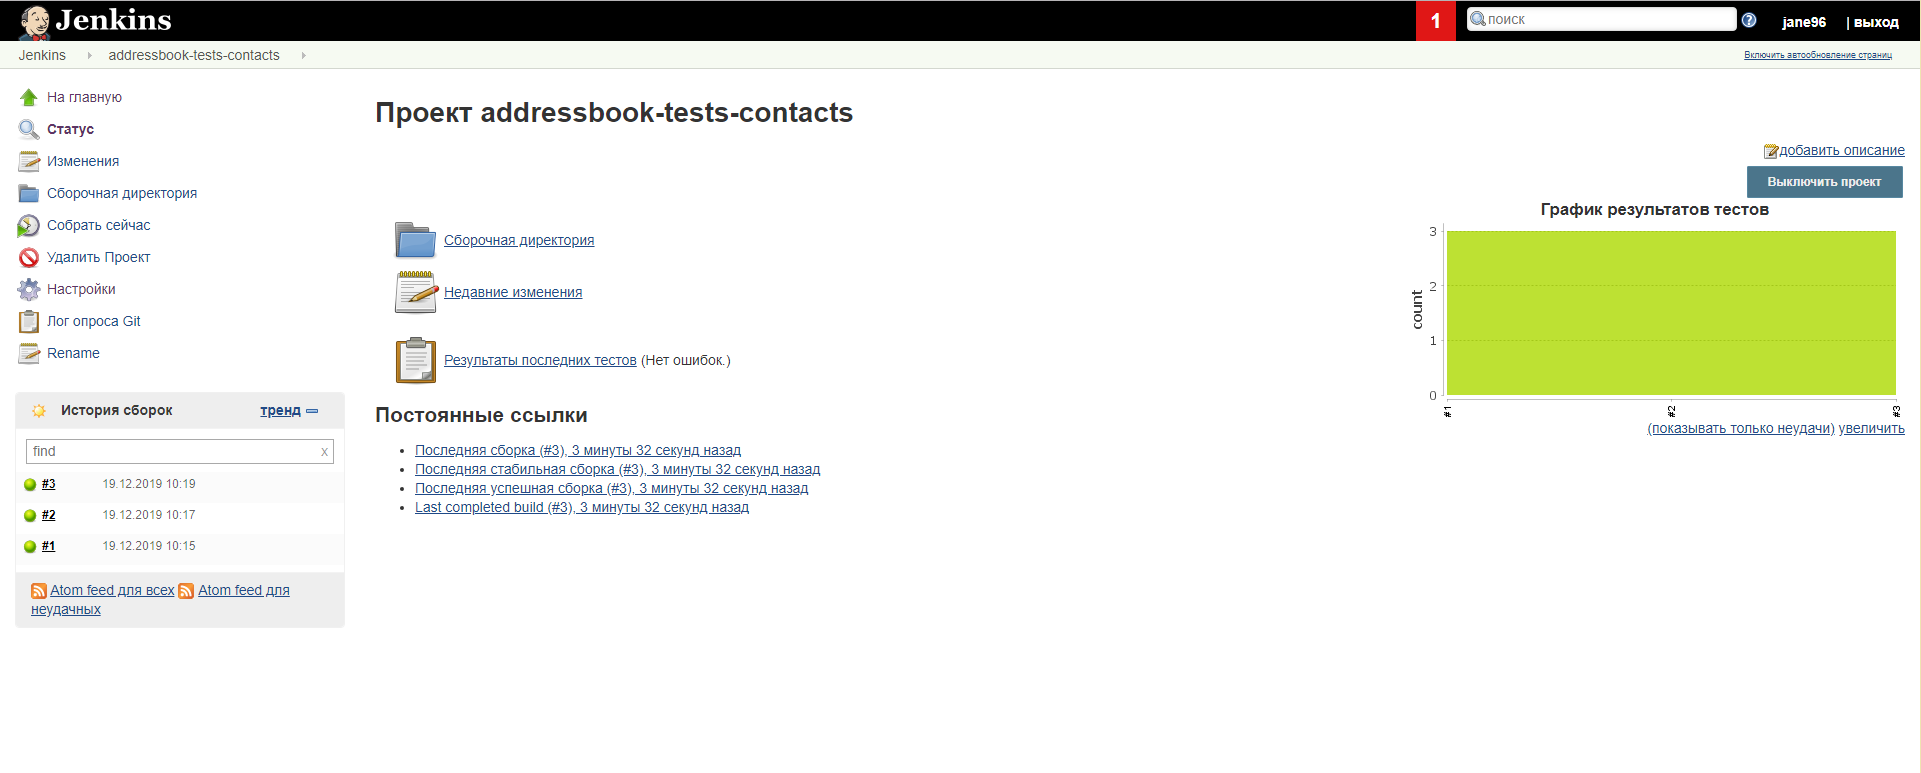 Jenkins
1
поиск
jane96
| выход
Jenkins
addressbook-tests-contacts
Включить автообновление страниц
На главную
Статус
Изменения
Сборочная директория
Собрать сейчас
Удалить Проект
Настройки
Лог опроса Git
Rename
История сборок
тренд
find
x
#3 19.12.2019 10:19
#2 19.12.2019 10:17
#1 19.12.2019 10:15
Atom feed для всех Atom feed для
неудачных
Проект addressbook-tests-contacts
добавить описание
Выключить проект
Сборочная директория
Недавние изменения
Результаты последних тестов (Нет ошибок.)
Постоянные ссылки
Последняя сборка (#3), 3 минуты 32 секунд назад
Последняя стабильная сборка (#3), 3 минуты 32 секунд назад
Последняя успешная сборка (#3), 3 минуты 32 секунд назад
Last completed build (#3), 3 минуты 32 секунд назад
График результатов тестов
count
3
2
1
0
#1
#2
#3
(показывать только неудачи) увеличить